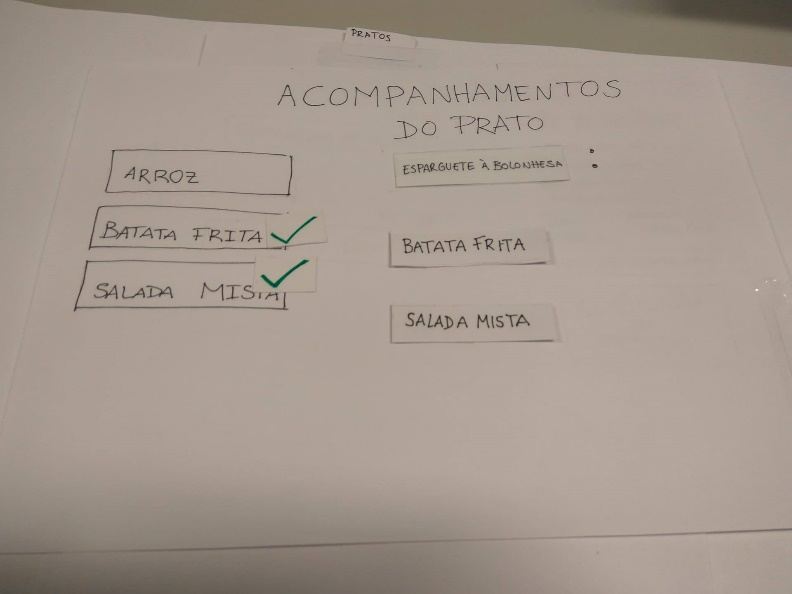 PRATOS
ACOMPANHAMENTOS
DO PRATO
ARROZ
BATATA FRITA
SALADA MISTA
ESPARGUETE À BOLONHESA :
BATATA FRITA
SALADA MISTA